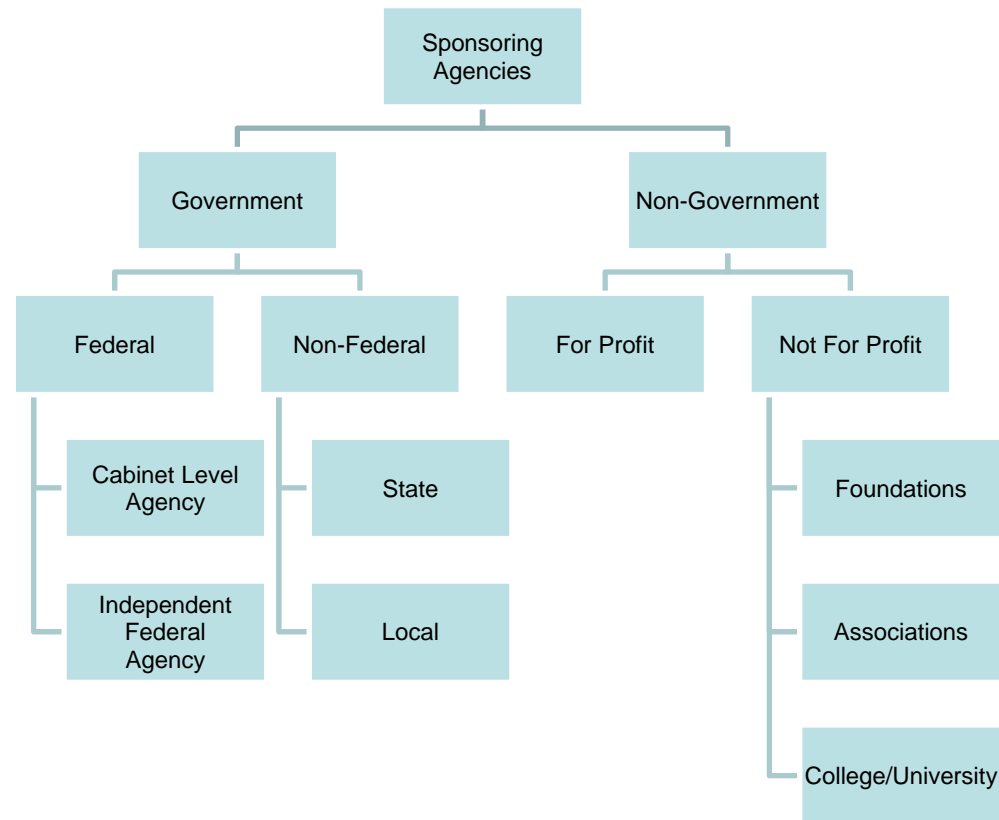 Sponsoring
Agencies
Government
Non-Government
Federal
Non-Federal
For Profit
Not For Profit
Cabinet Level
Agency
State
Foundations
Independent
Federal
Agency
Local
Associations
College/University